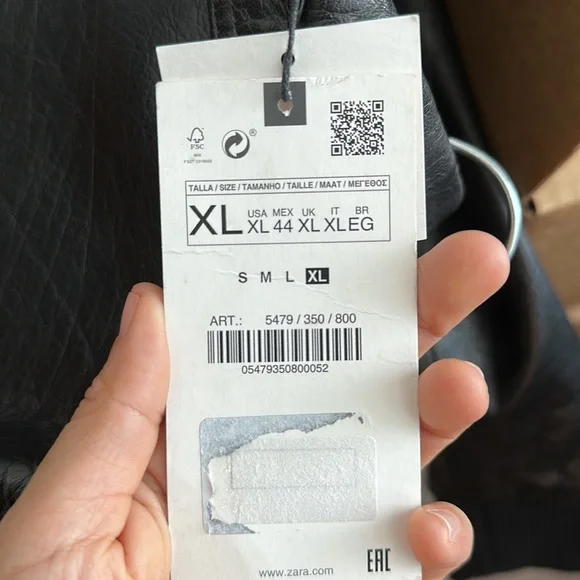 FSC
®
TALLA / SIZE / TAMANHO / TAILLE / MAAT / ΜΕΓΕΘΟΣ
XL
USA MEX UK IT BR
XL 44 XL XL EG
S M L XL
ART.: 5479 / 350 / 800
05479350800052
www.zara.com
EAC